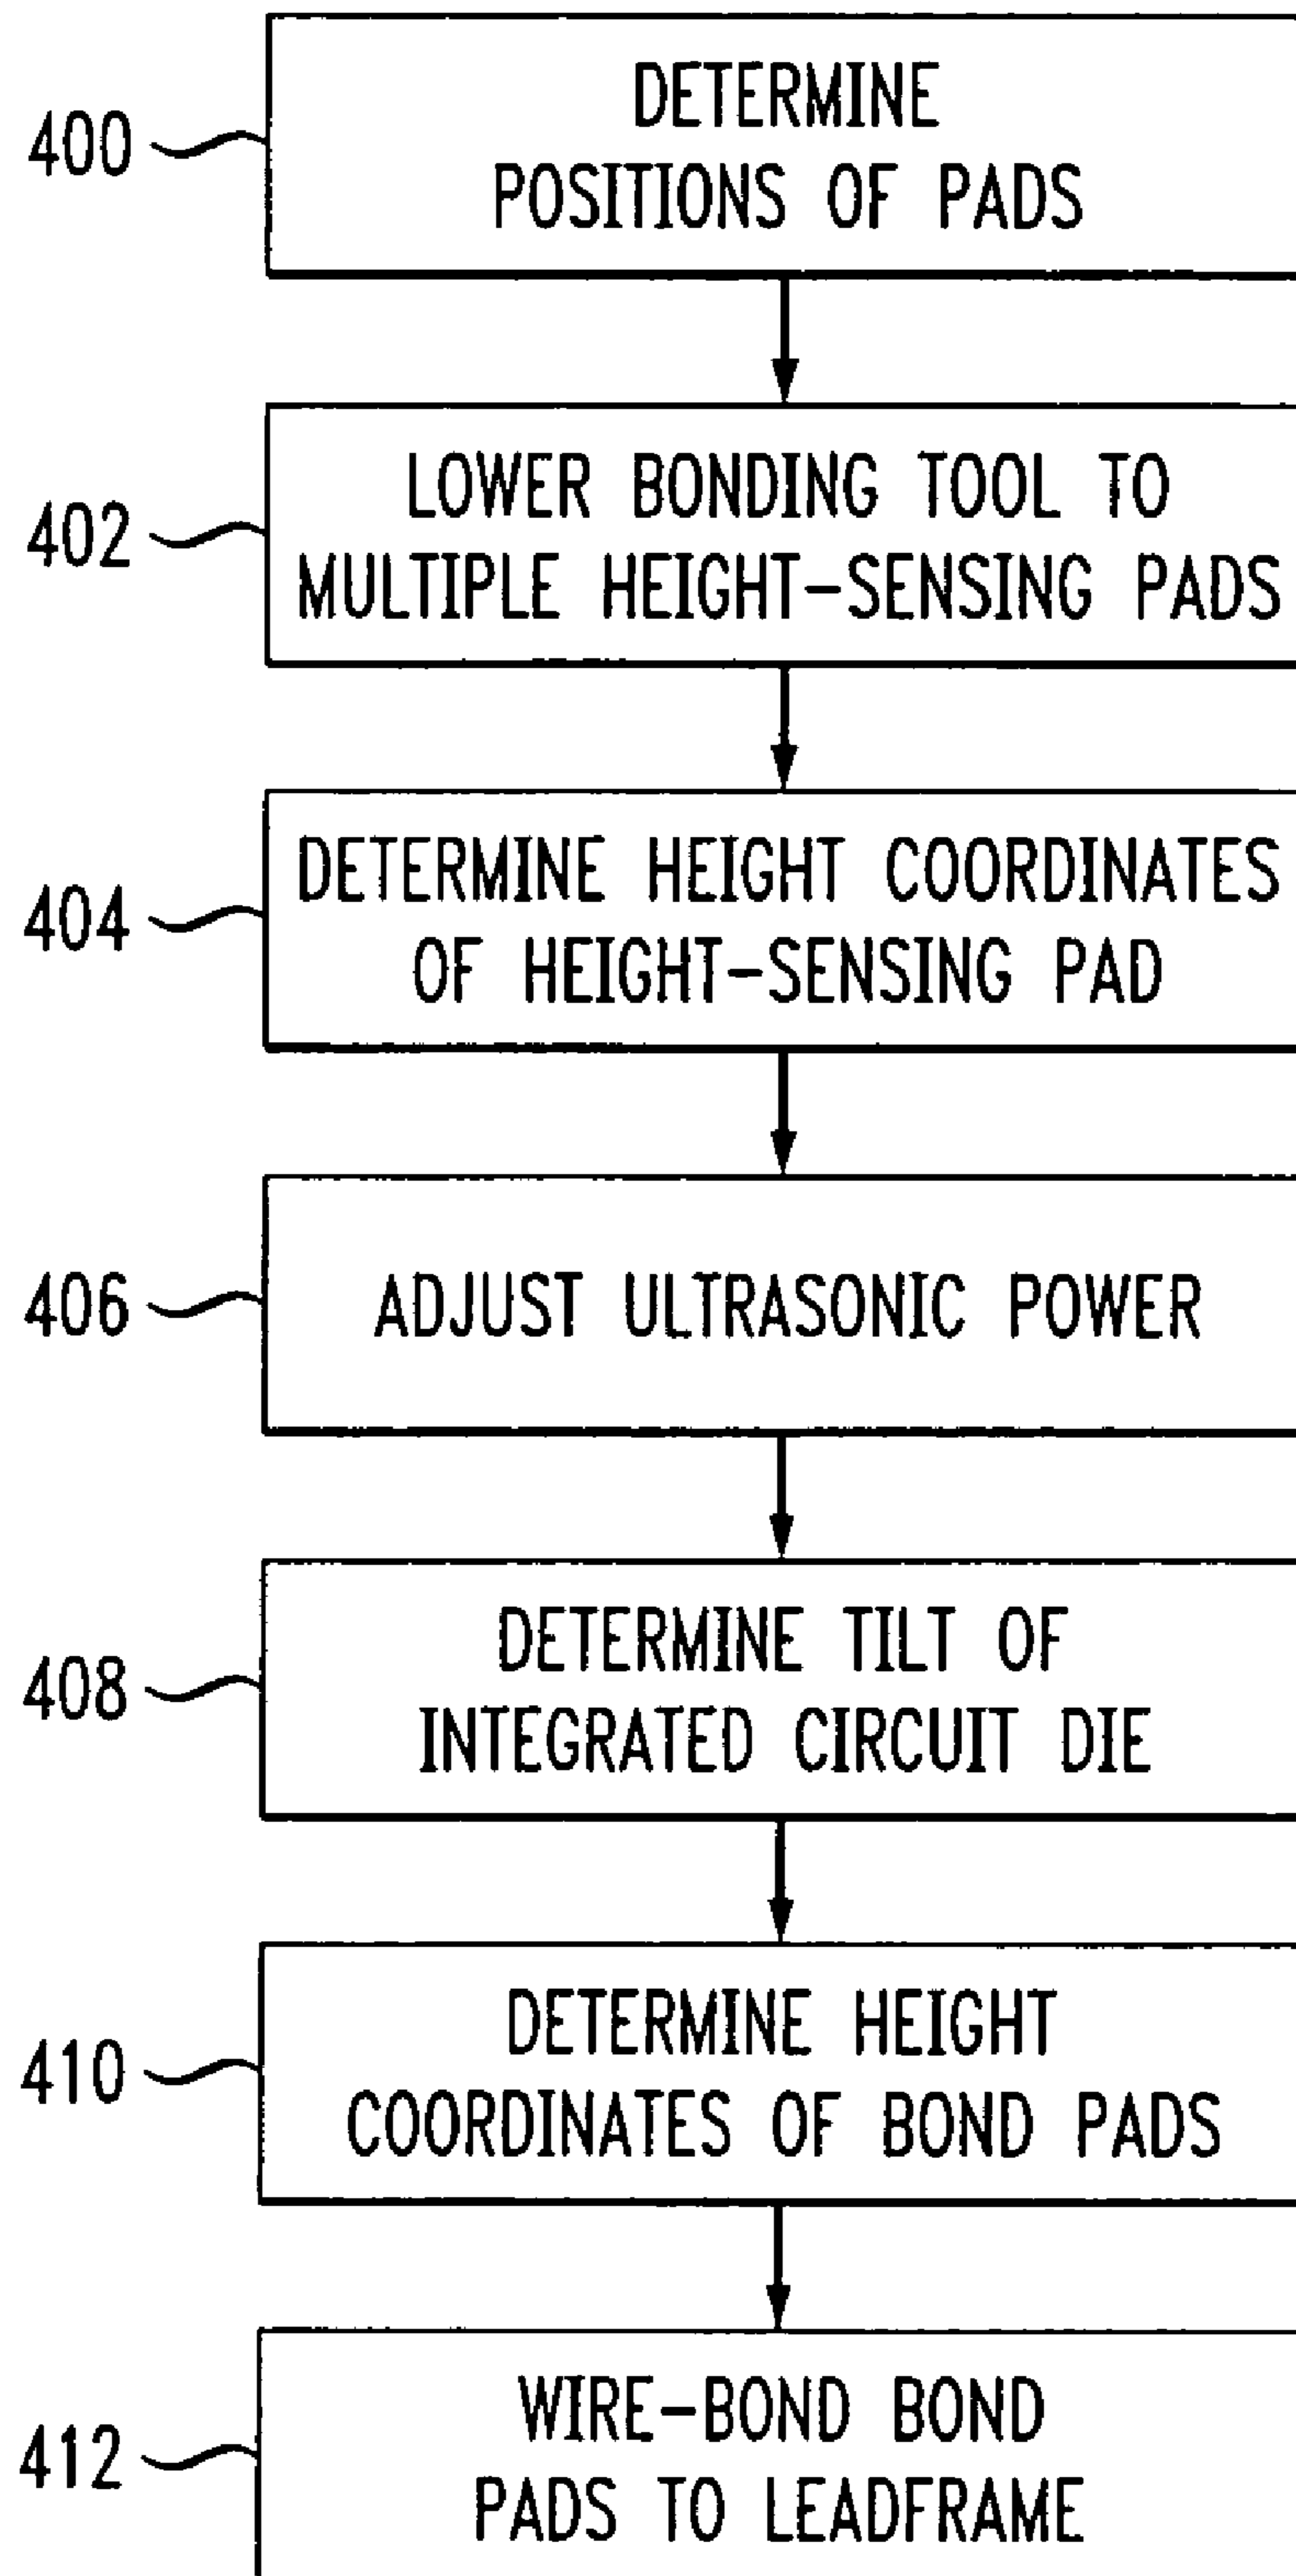 400
DETERMINE
POSITIONS OF PADS
402
LOWER BONDING TOOL TO
MULTIPLE HEIGHT-SENSING PADS
404
DETERMINE HEIGHT COORDINATES
OF HEIGHT-SENSING PAD
406
ADJUST ULTRASONIC POWER
408
DETERMINE TILT OF
INTEGRATED CIRCUIT DIE
410
DETERMINE HEIGHT
COORDINATES OF BOND PADS
412
WIRE-BOND BOND
PADS TO LEADFRAME